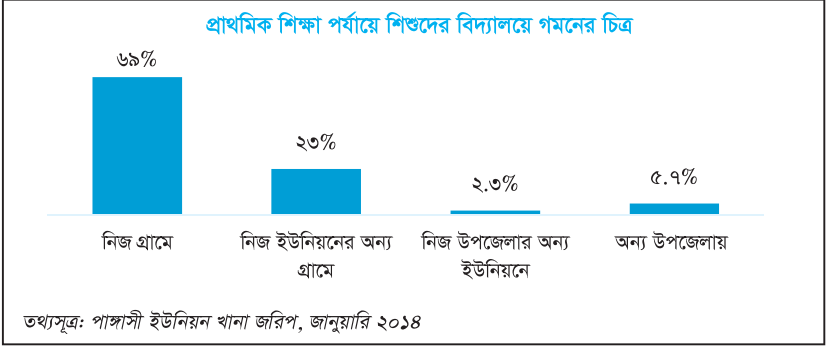 প্রাথমিক শিক্ষা পর্যায়ে শিশুদের বিদ্যালয়ে গমনের চিত্র
৬৯%
২৩%
২.৩%
৫.৭%
নিজ গ্রামে
নিজ ইউনিয়নের অন্য
গ্রামে
নিজ উপজেলার অন্য
ইউনিয়নে
অন্য উপজেলায়
তথ্যসূত্র: পাঙ্গাসী ইউনিয়ন খানা জরিপ, জানুয়ারি ২০১৪